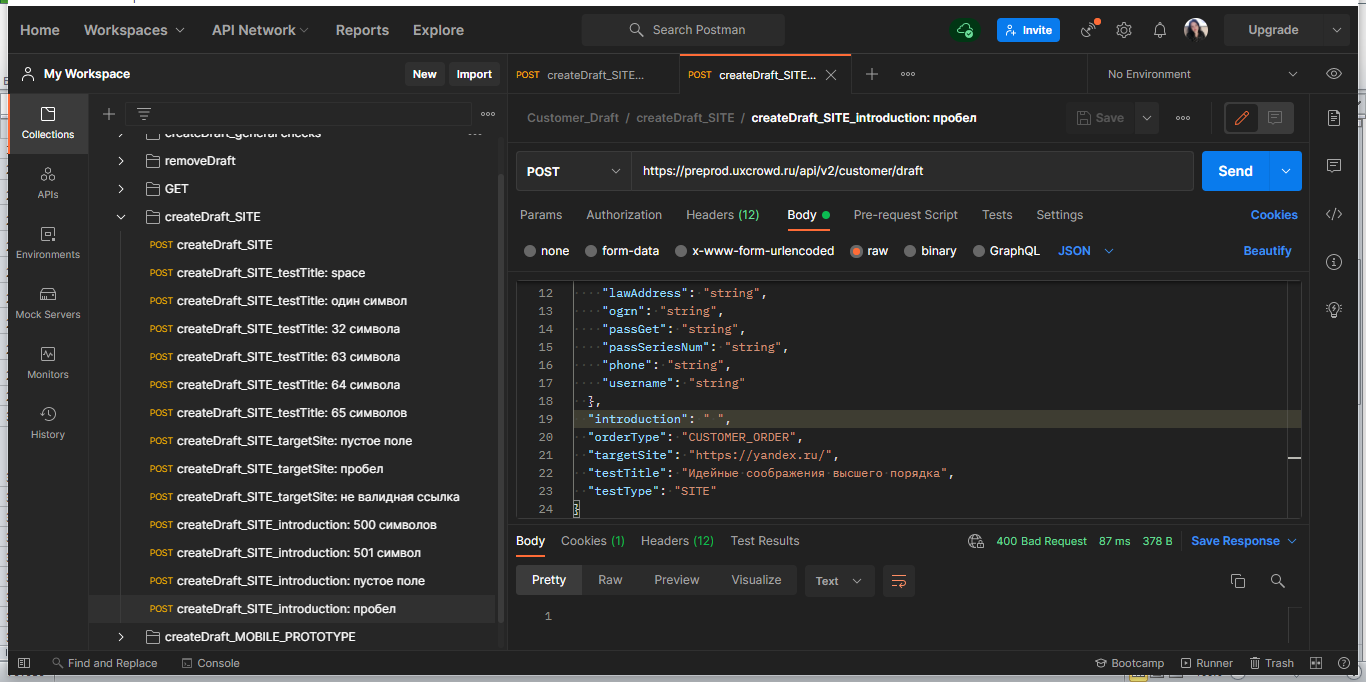 Home Workspaces API Network Reports Explore Search Postman Invite Upgrade
My Workspace New Import POST createDraft_SITE... POST createDraft_SITE... No Environment
Collections
APIs
Environments
Mock Servers
Monitors
History
createDraft_general checks
removeDraft
GET
createDraft_SITE
POST createDraft_SITE
POST createDraft_SITE_testTitle: space
POST createDraft_SITE_testTitle: один символ
POST createDraft_SITE_testTitle: 32 символа
POST createDraft_SITE_testTitle: 63 символа
POST createDraft_SITE_testTitle: 64 символа
POST createDraft_SITE_testTitle: 65 символов
POST createDraft_SITE_targetSite: пустое поле
POST createDraft_SITE_targetSite: пробел
POST createDraft_SITE_targetSite: не валидная ссылка
POST createDraft_SITE_introduction: 500 символов
POST createDraft_SITE_introduction: 501 символ
POST createDraft_SITE_introduction: пустое поле
POST createDraft_SITE_introduction: пробел
createDraft_MOBILE_PROTOTYPE
Customer_Draft / createDraft_SITE / createDraft_SITE_introduction: пробел Save
POST https://preprod.uxcrowd.ru/api/v2/customer/draft Send
Params Authorization Headers (12) Body Pre-request Script Tests Settings Cookies
none form-data x-www-form-urlencoded raw binary GraphQL JSON Beautify
12 "lawAddress": "string",
13 "ogrn": "string",
14 "passGet": "string",
15 "passSeriesNum": "string",
16 "phone": "string",
17 "username": "string"
18 },
19 "introduction": " ",
20 "orderType": "CUSTOMER_ORDER",
21 "targetSite": "https://yandex.ru/",
22 "testTitle": "Идейные соображения высшего порядка",
23 "testType": "SITE"
24 }
Body Cookies (1) Headers (12) Test Results 400 Bad Request 87 ms 378 B Save Response
Pretty Raw Preview Visualize Text
1
Find and Replace Console Bootcamp Runner Trash